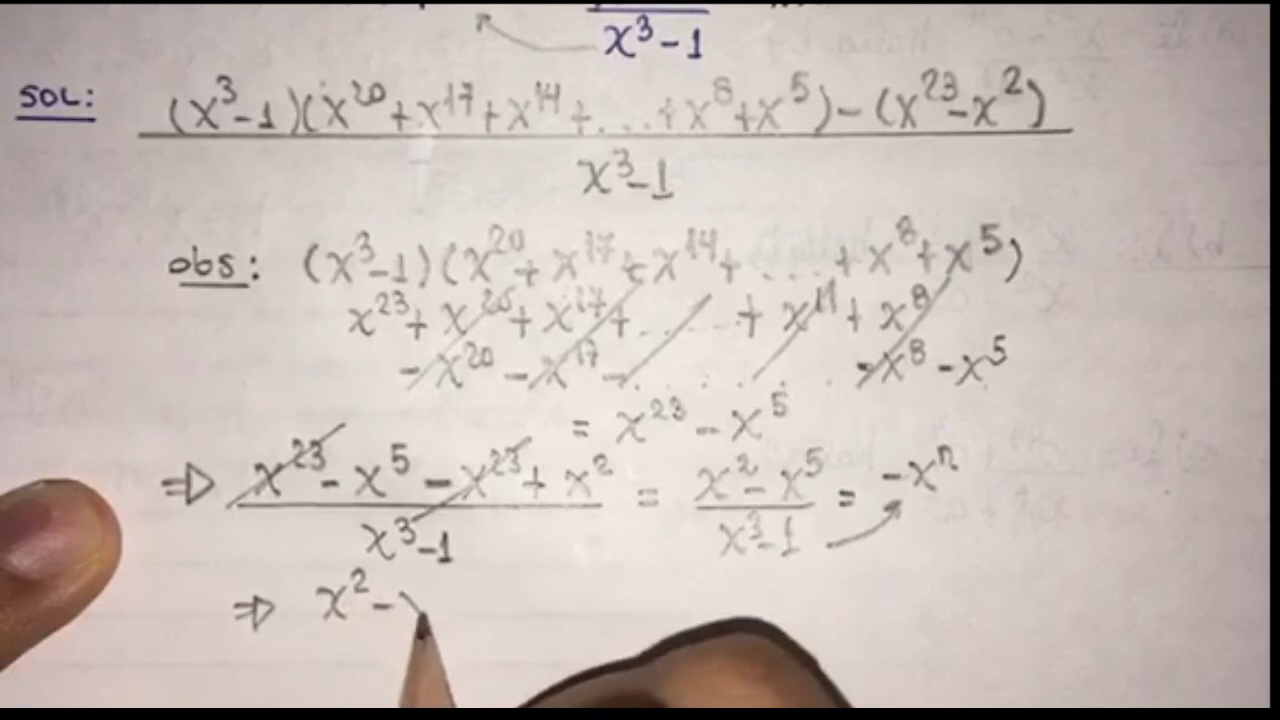 x³-1
SOL: (x³-1)(x²⁰+x¹⁷+x¹⁴+...+x⁸+x⁵)-(x²³-x²)
x³-1
obs: (x³-1)(x²⁰+x¹⁷+x¹⁴+...+x⁸+x⁵)
x²³+x²⁰+x¹⁷+......+x¹¹+x⁸
-x²⁰-x¹⁷-.......-x⁸-x⁵
=x²³-x⁵
⇒ x²³-x⁵-x²³+x² = x²-x⁵ = -xⁿ
x³-1 x³-1
⇒ x²-